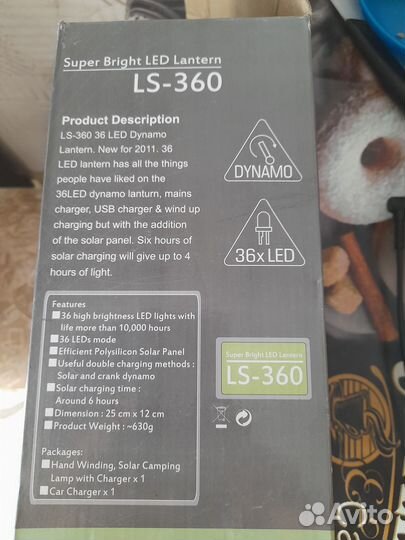 Super Bright LED Lantern
LS-360
Product Description
LS-360 36 LED Dynamo
Lantern. New for 2011. 36
LED lantern has all the things
people have liked on the
36LED dynamo lanturn, mains
charger, USB charger & wind up
charging but with the addition
of the solar panel. Six hours of
solar charging will give up to 4
hours of light.
DYNAMO
36x LED
Features
■36 high brightness LED lights with
life more than 10,000 hours
■36 LEDs mode
■Efficient Polysilicon Solar Panel
■Useful double charging methods :
Solar and crank dynamo
■Solar charging time :
Around 6 hours
■Dimension : 25 cm x 12 cm
■Product Weight : ~630g
Packages:
■Hand Winding, Solar Camping
Lamp with Charger x 1
■Car Charger x 1
Super Bright LED Lantern
LS-360
Avito